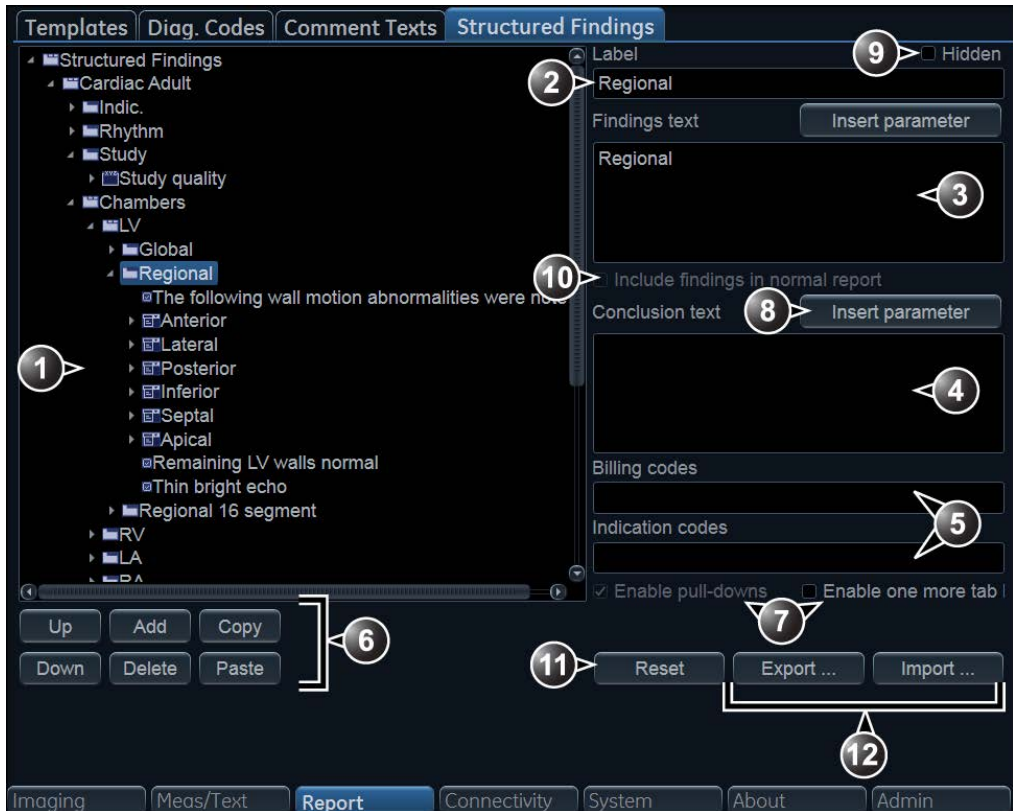 Templates Diag. Codes Comment Texts Structured Findings
Structured Findings
Cardiac Adult
Indic.
Rhythm
Study
Study quality
Chambers
LV
Global
Regional
The following wall motion abnormalities were note
Anterior
Lateral
Posterior
Inferior
Septal
Apical
Remaining LV walls normal
Thin bright echo
Regional 16 segment
RV
LA
RA
1
Up Add Copy
Down Delete Paste
6
Label
9 Hidden
2 Regional
Findings text Insert parameter
Regional
3
10 Include findings in normal report
Conclusion text 8 Insert parameter
4
Billing codes
5
Indication codes
Enable pull-downs Enable one more tab
7
11 Reset Export ... Import ...
12
Imaging Meas/Text Report Connectivity System About Admin